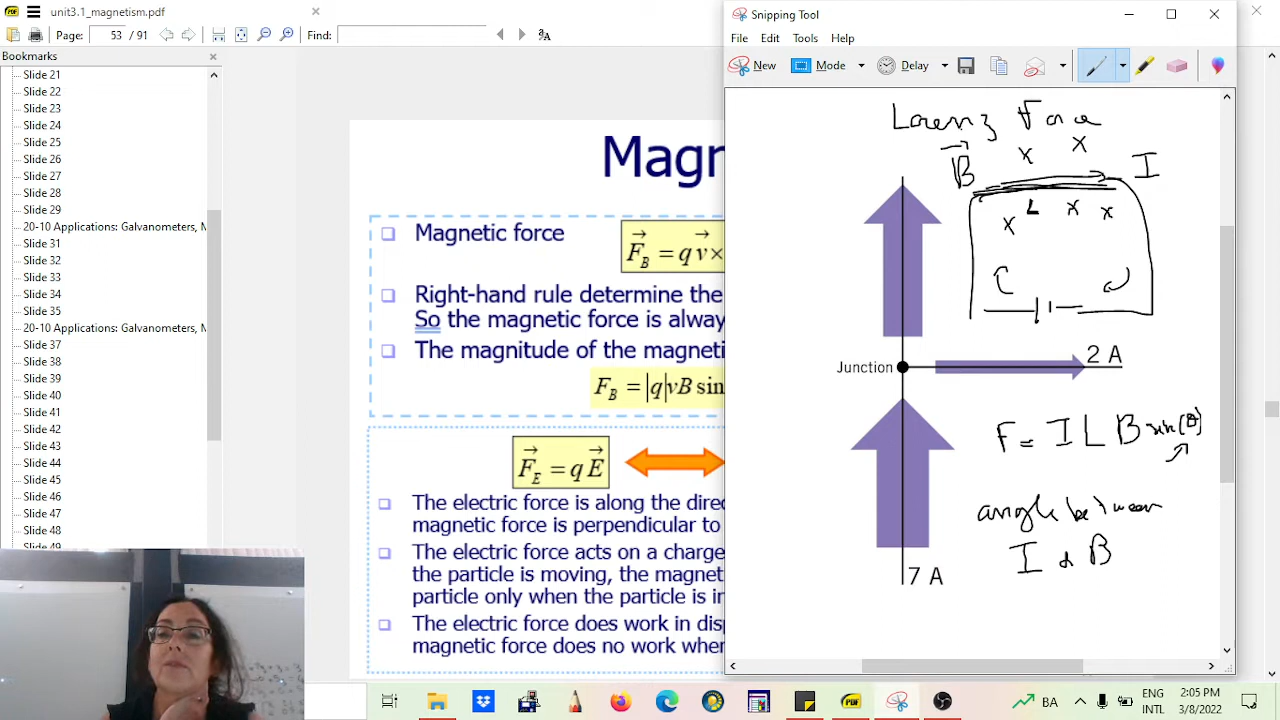 unit3.1_magnetism.pdf
Page: 53 / 91 Find:
Bookmarks
Slide 21
Slide 22
Slide 23
Slide 24
Slide 25
Slide 26
Slide 27
Slide 28
Slide 29
20-10 Applications: Galvanometers, M
Slide 31
Slide 32
Slide 33
Slide 34
Slide 35
20-10 Applications: Galvanometers, M
Slide 37
Slide 38
Slide 39
Slide 40
Slide 41
Slide 42
Slide 43
Slide 44
Slide 45
Slide 46
Slide 47
Slide 48
Slide 49
Magn
Magnetic force
F_B = q v ×
Right-hand rule determine the
So the magnetic force is alway
The magnitude of the magneti
F_B = |q|vB sin
F_E = q E
The electric force is along the direc
magnetic force is perpendicular to
The electric force acts on a charge
the particle is moving, the magnet
particle only when the particle is in
The electric force does work in disp
magnetic force does no work wher
Snipping Tool
File Edit Tools Help
New Mode Delay
Lorenz Force
B x x I
x L x x
Junction
2 A
F = I L B sin(θ)
angle between
I & B
7 A
BA
ENG
INTL
2:05 PM
3/8/2022